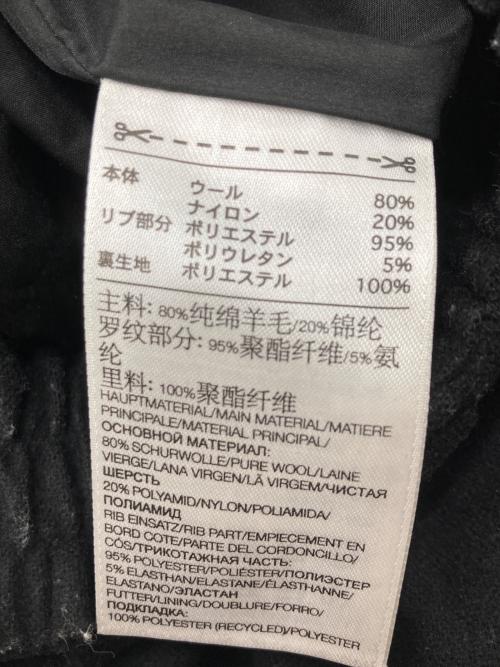 本体 ウール 80%
ナイロン 20%
リブ部分 ポリエステル 95%
ポリウレタン 5%
裏生地 ポリエステル 100%
主料: 80%纯绵羊毛/20%锦纶
罗纹部分: 95%聚酯纤维/5%氨
纶
里料: 100%聚酯纤维
HAUPTMATERIAL/MAIN MATERIAL/MATIERE
PRINCIPALE/MATERIAL PRINCIPAL/
ОСНОВНОЙ МАТЕРИАЛ:
80% SCHURWOLLE/PURE WOOL/LAINE
VIERGE/LANA VIRGEN/LÃ VIRGEM/ЧИСТАЯ
ШЕРСТЬ
20% POLYAMID/NYLON/POLIAMIDA/
ПОЛИАМИД
RIB EINSATZ/RIB PART/EMPIECEMENT EN
BORD COTE/PARTE DEL CORDONCILLO/
CÓS/ТРИКОТАЖНАЯ ЧАСТЬ:
95% POLYESTER/POLIÉSTER/ПОЛИЭСТЕР
5% ELASTHAN/ELASTANE/ÉLASTHANNE/
ELASTANO/ЭЛАСТАН
FUTTER/LINING/DOUBLURE/FORRO/
ПОДКЛАДКА:
100% POLYESTER (RECYCLED)/POLYESTER